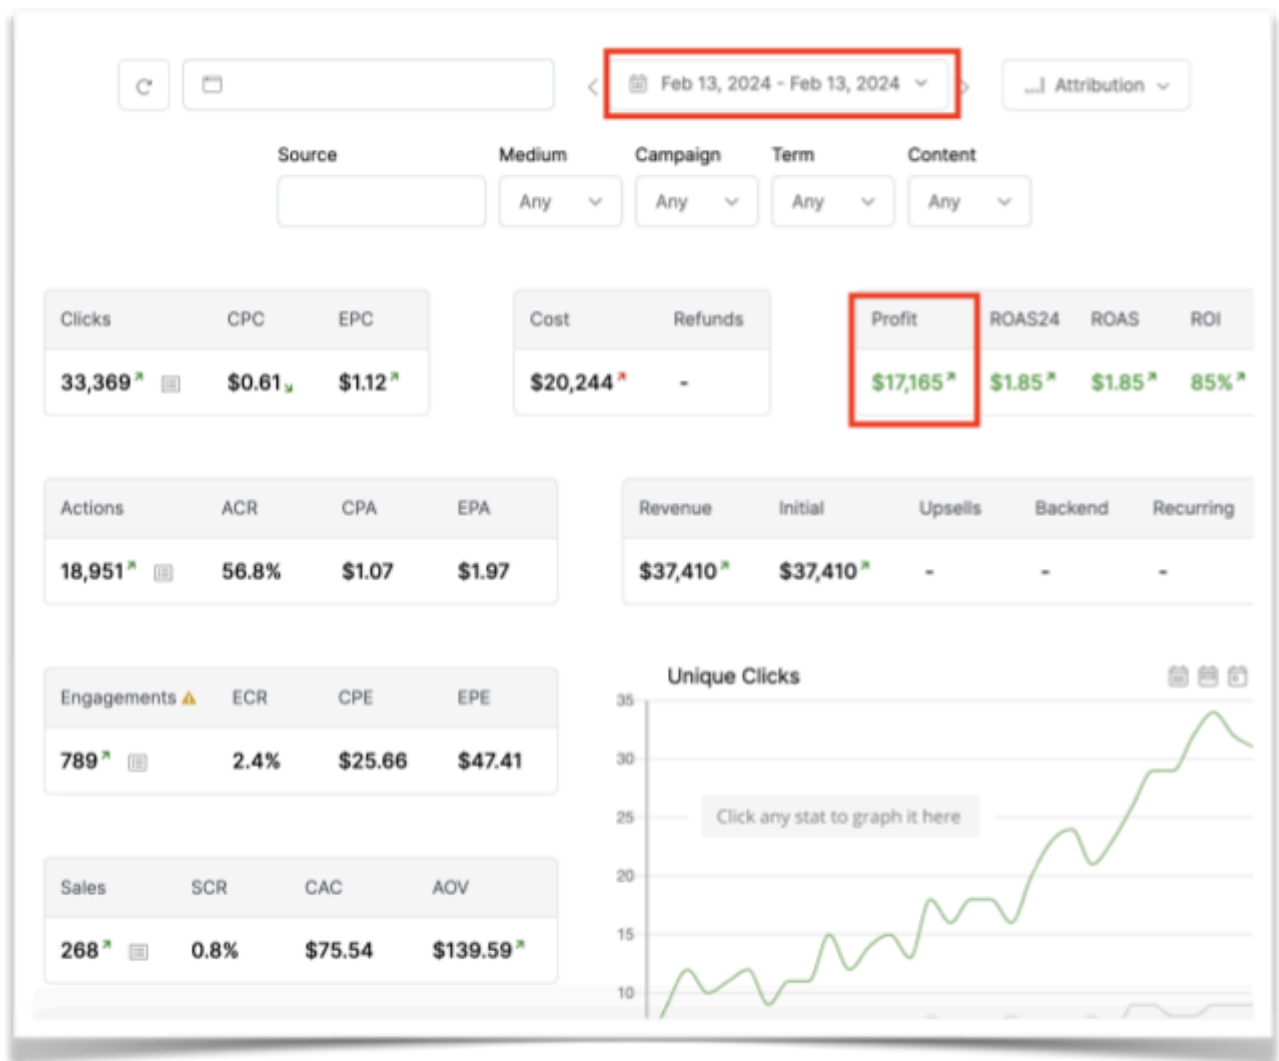 Feb 13, 2024 - Feb 13, 2024
...l Attribution
Source Medium Campaign Term Content
Any Any Any Any
Clicks CPC EPC Cost Refunds Profit ROAS24 ROAS ROI
33,369 $0.61 $1.12 $20,244 - $17,165 $1.85 $1.85 85%
Actions ACR CPA EPA Revenue Initial Upsells Backend Recurring
18,951 56.8% $1.07 $1.97 $37,410 $37,410 - - -
Engagements ECR CPE EPE
789 2.4% $25.66 $47.41
Sales SCR CAC AOV
268 0.8% $75.54 $139.59
Unique Clicks
35
30
Click any stat to graph it here
25
20
15
10